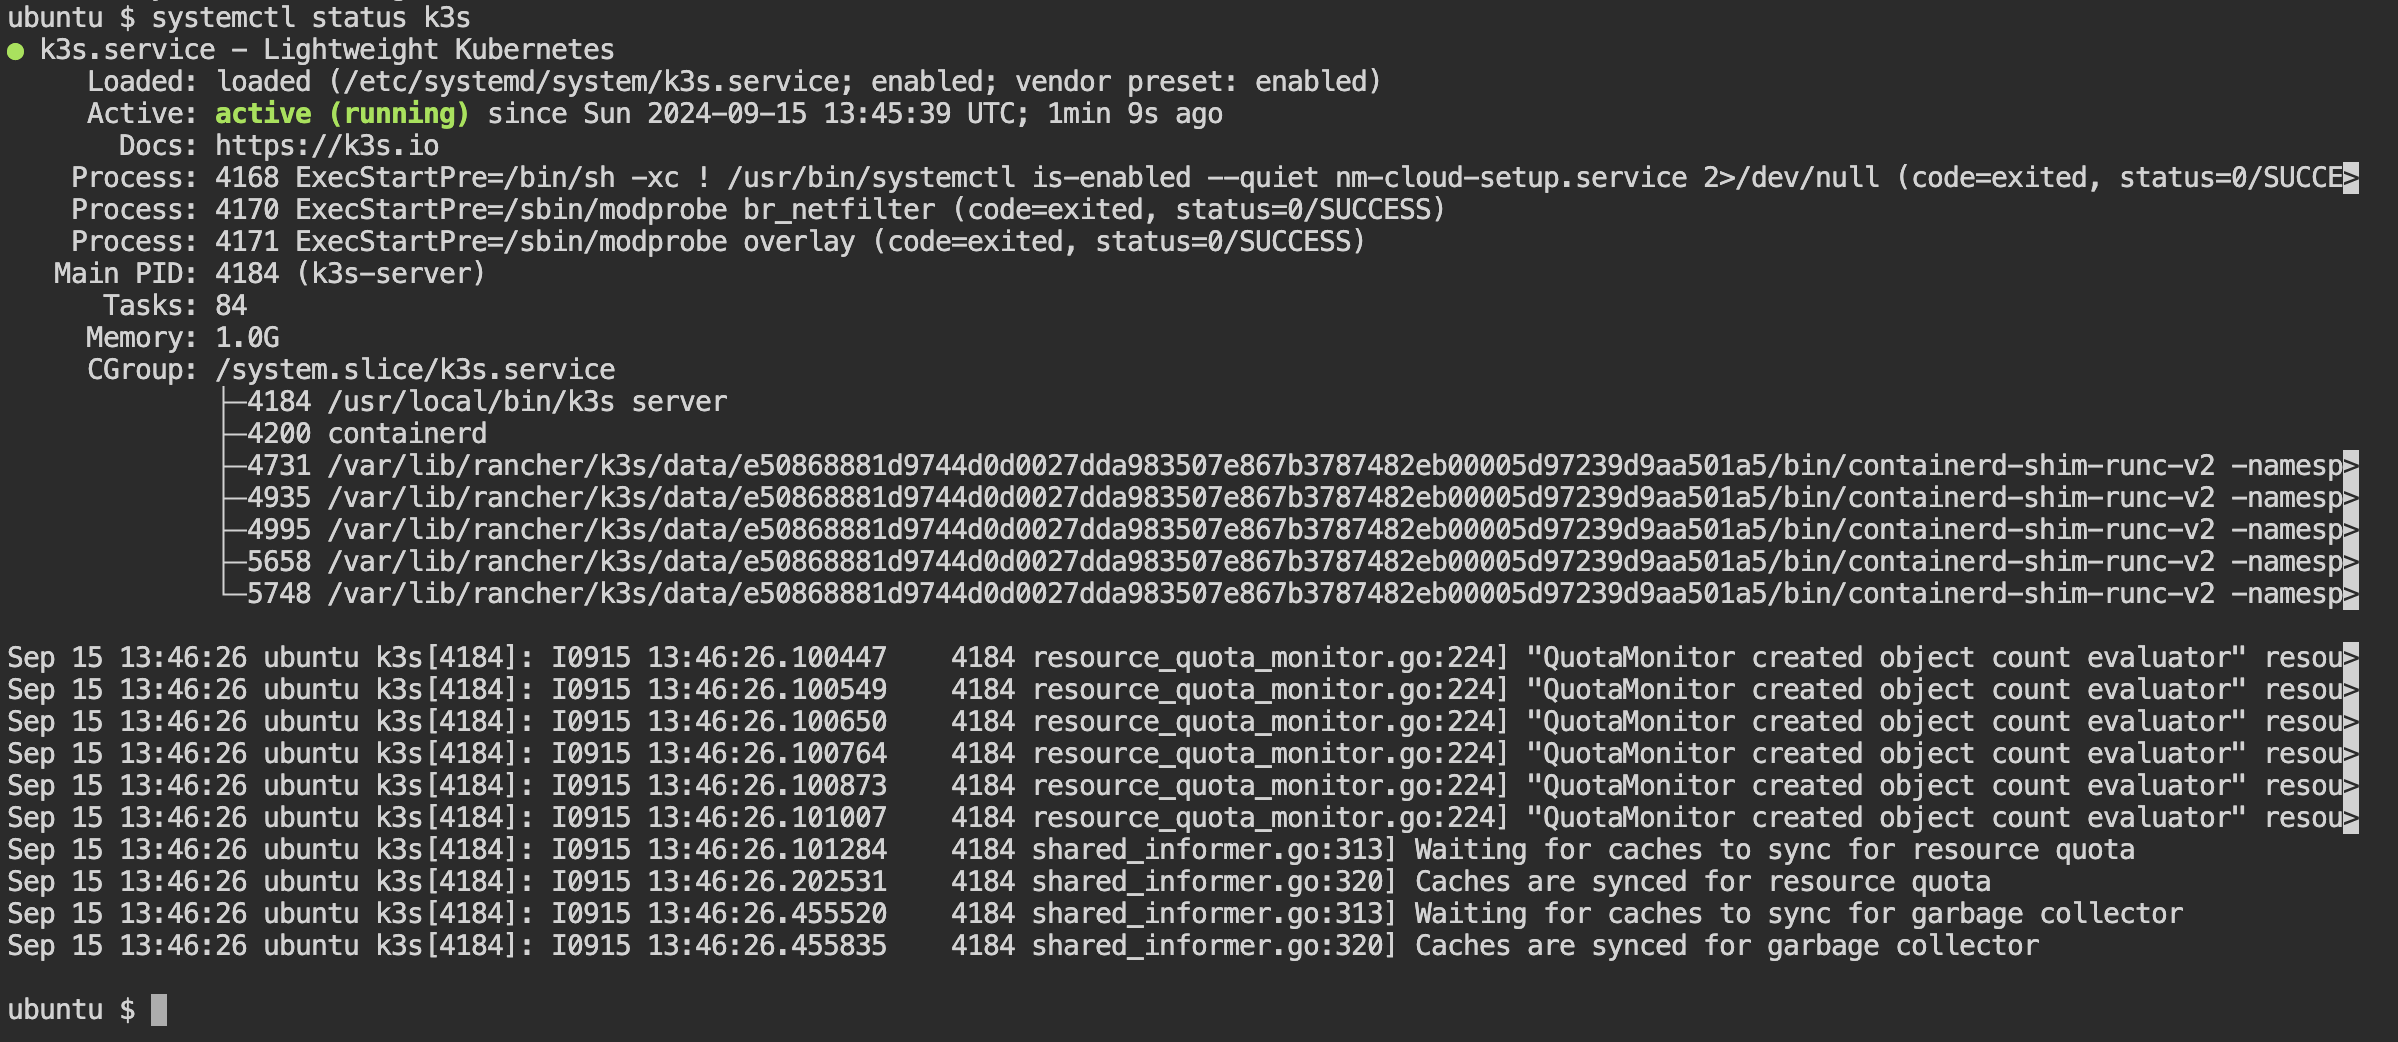 ubuntu $ systemctl status k3s
● k3s.service - Lightweight Kubernetes
     Loaded: loaded (/etc/systemd/system/k3s.service; enabled; vendor preset: enabled)
     Active: active (running) since Sun 2024-09-15 13:45:39 UTC; 1min 9s ago
       Docs: https://k3s.io
    Process: 4168 ExecStartPre=/bin/sh -xc ! /usr/bin/systemctl is-enabled --quiet nm-cloud-setup.service 2>/dev/null (code=exited, status=0/SUCCE>
    Process: 4170 ExecStartPre=/sbin/modprobe br_netfilter (code=exited, status=0/SUCCESS)
    Process: 4171 ExecStartPre=/sbin/modprobe overlay (code=exited, status=0/SUCCESS)
   Main PID: 4184 (k3s-server)
      Tasks: 84
     Memory: 1.0G
     CGroup: /system.slice/k3s.service
             ├─4184 /usr/local/bin/k3s server
             ├─4200 containerd
             ├─4731 /var/lib/rancher/k3s/data/e50868881d9744d0d0027dda983507e867b3787482eb00005d97239d9aa501a5/bin/containerd-shim-runc-v2 -namesp>
             ├─4935 /var/lib/rancher/k3s/data/e50868881d9744d0d0027dda983507e867b3787482eb00005d97239d9aa501a5/bin/containerd-shim-runc-v2 -namesp>
             ├─4995 /var/lib/rancher/k3s/data/e50868881d9744d0d0027dda983507e867b3787482eb00005d97239d9aa501a5/bin/containerd-shim-runc-v2 -namesp>
             ├─5658 /var/lib/rancher/k3s/data/e50868881d9744d0d0027dda983507e867b3787482eb00005d97239d9aa501a5/bin/containerd-shim-runc-v2 -namesp>
             └─5748 /var/lib/rancher/k3s/data/e50868881d9744d0d0027dda983507e867b3787482eb00005d97239d9aa501a5/bin/containerd-shim-runc-v2 -namesp>

Sep 15 13:46:26 ubuntu k3s[4184]: I0915 13:46:26.100447    4184 resource_quota_monitor.go:224] "QuotaMonitor created object count evaluator" resou>
Sep 15 13:46:26 ubuntu k3s[4184]: I0915 13:46:26.100549    4184 resource_quota_monitor.go:224] "QuotaMonitor created object count evaluator" resou>
Sep 15 13:46:26 ubuntu k3s[4184]: I0915 13:46:26.100650    4184 resource_quota_monitor.go:224] "QuotaMonitor created object count evaluator" resou>
Sep 15 13:46:26 ubuntu k3s[4184]: I0915 13:46:26.100764    4184 resource_quota_monitor.go:224] "QuotaMonitor created object count evaluator" resou>
Sep 15 13:46:26 ubuntu k3s[4184]: I0915 13:46:26.100873    4184 resource_quota_monitor.go:224] "QuotaMonitor created object count evaluator" resou>
Sep 15 13:46:26 ubuntu k3s[4184]: I0915 13:46:26.101007    4184 resource_quota_monitor.go:224] "QuotaMonitor created object count evaluator" resou>
Sep 15 13:46:26 ubuntu k3s[4184]: I0915 13:46:26.101284    4184 shared_informer.go:313] Waiting for caches to sync for resource quota
Sep 15 13:46:26 ubuntu k3s[4184]: I0915 13:46:26.202531    4184 shared_informer.go:320] Caches are synced for resource quota
Sep 15 13:46:26 ubuntu k3s[4184]: I0915 13:46:26.455520    4184 shared_informer.go:313] Waiting for caches to sync for garbage collector
Sep 15 13:46:26 ubuntu k3s[4184]: I0915 13:46:26.455835    4184 shared_informer.go:320] Caches are synced for garbage collector

ubuntu $